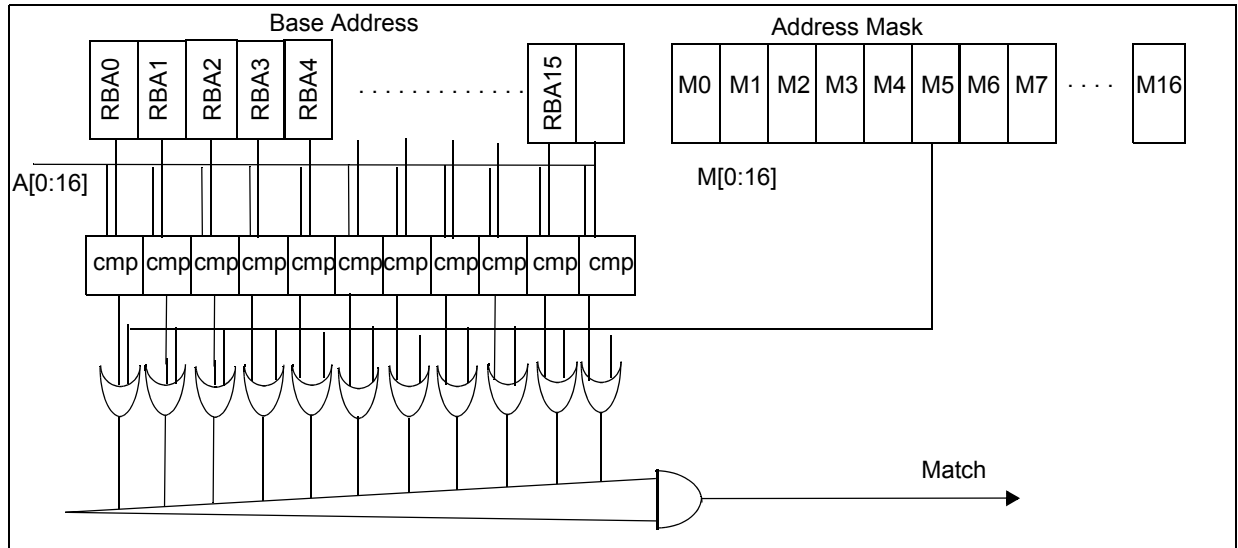 Base Address
Address Mask
RBA0 RBA1 RBA2 RBA3 RBA4 . . . . . . . . . . . . . RBA15
M0 M1 M2 M3 M4 M5 M6 M7 . . . . M16
A[0:16]
M[0:16]
cmp cmp cmp cmp cmp cmp cmp cmp cmp cmp cmp
Match